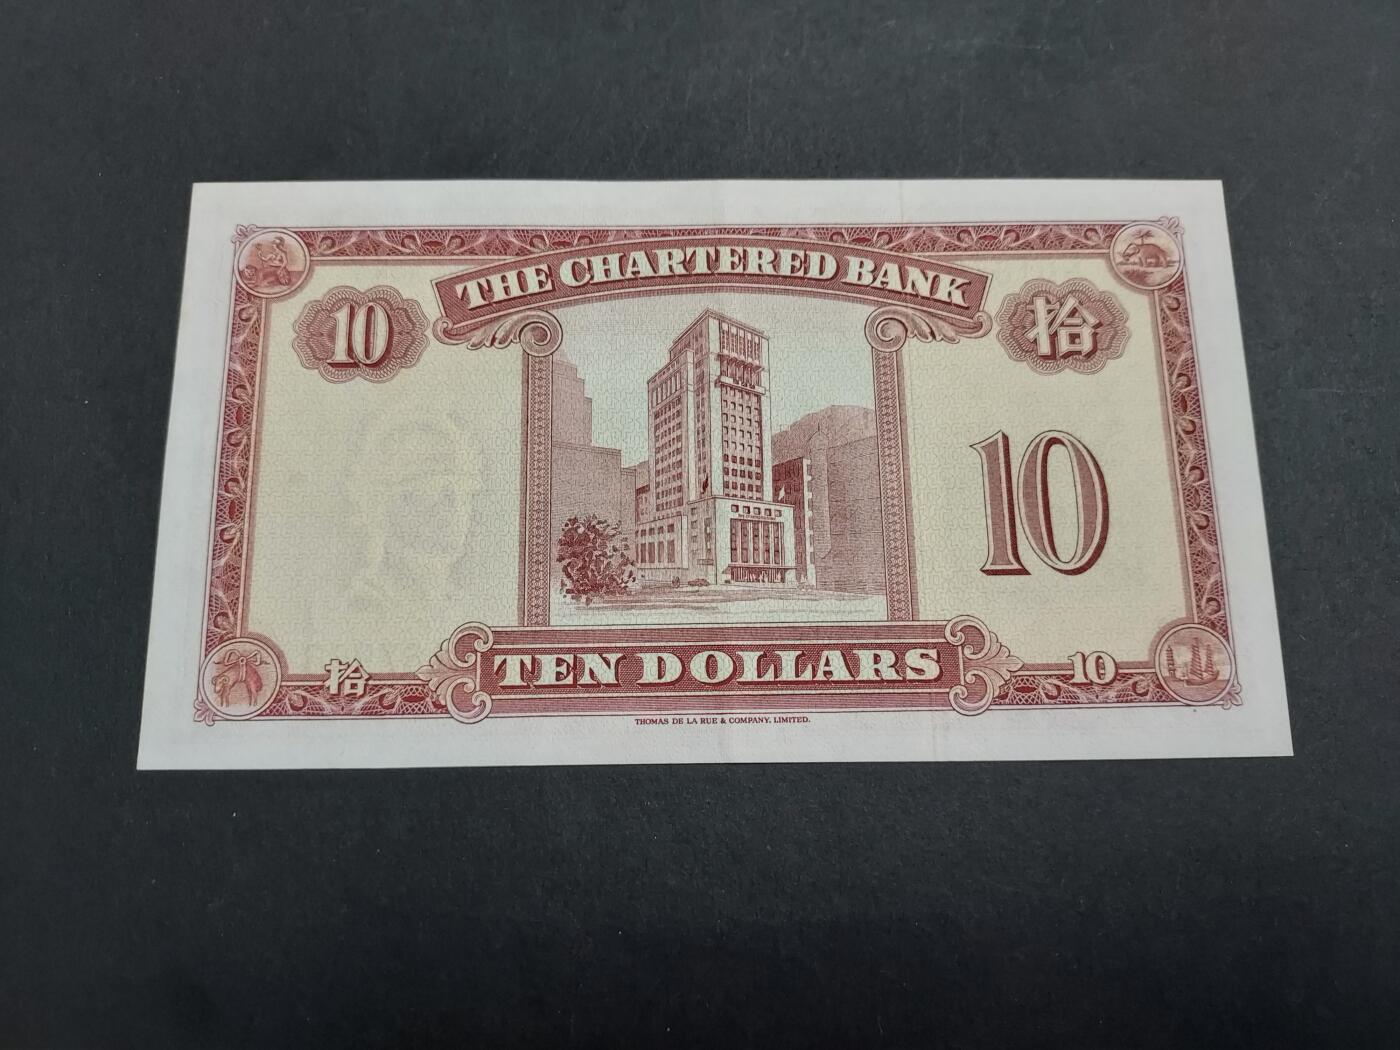 THE CHARTERED BANK
10
拾
10
TEN DOLLARS
拾
10
THOMAS DE LA RUE & COMPANY, LIMITED.